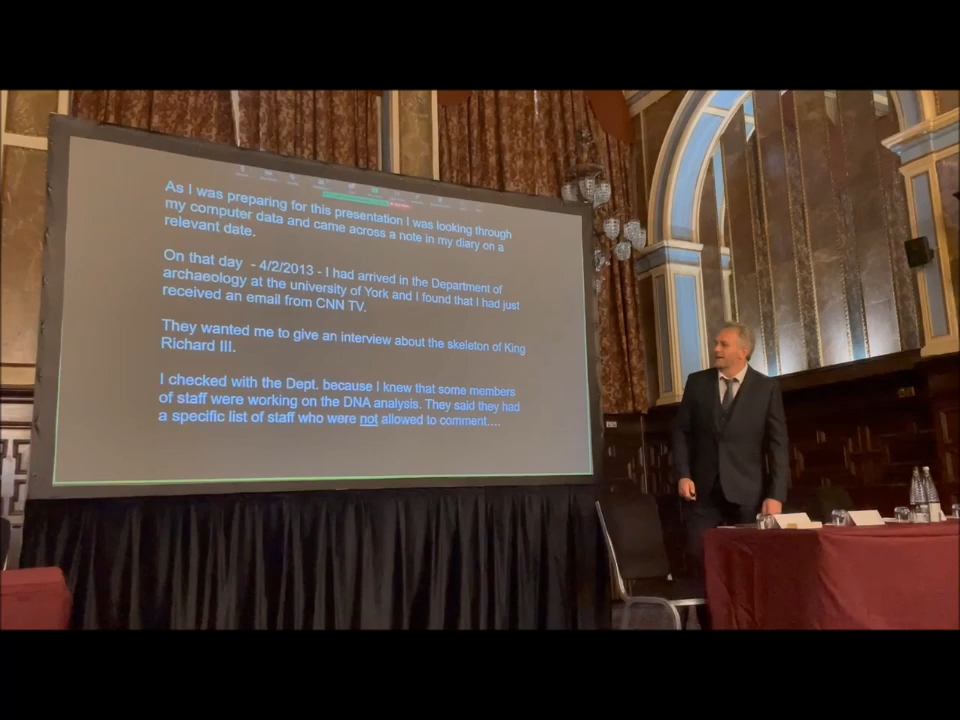 As I was preparing for this presentation I was looking through
my computer data and came across a note in my diary on a
relevant date.
On that day - 4/2/2013 - I had arrived in the Department of
archaeology at the university of York and I found that I had just
received an email from CNN TV.
They wanted me to give an interview about the skeleton of King
Richard III.
I checked with the Dept. because I knew that some members
of staff were working on the DNA analysis. They said they had
a specific list of staff who were not allowed to comment....